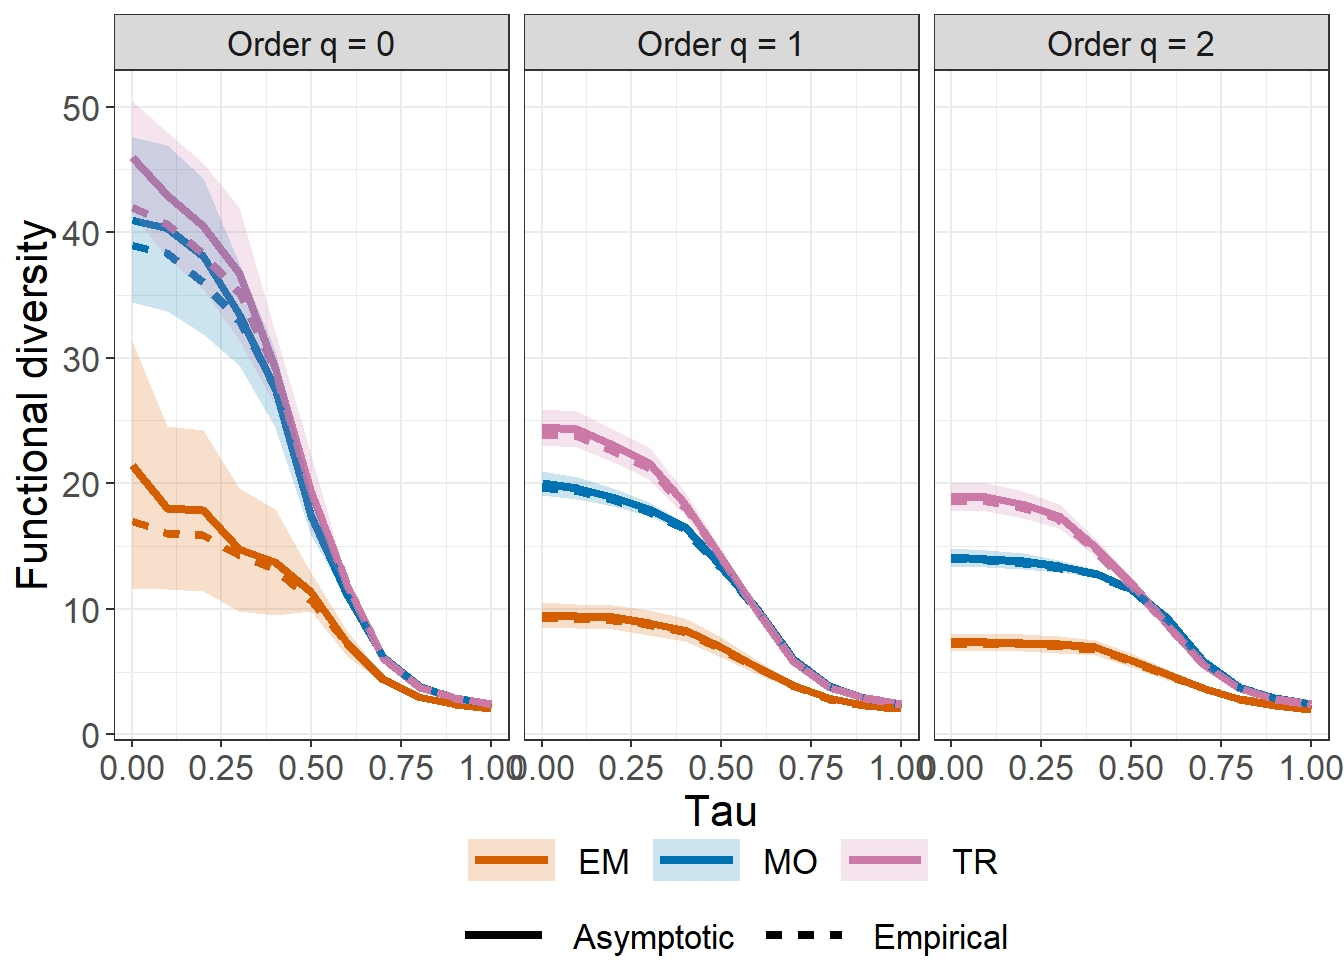 Order q = 0
Order q = 1
Order q = 2
Functional diversity
50
40
30
20
10
0
0.00 0.25 0.50 0.75 1.00
0.00 0.25 0.50 0.75 1.00
0.00 0.25 0.50 0.75 1.00
Tau
EM MO TR
Asymptotic Empirical